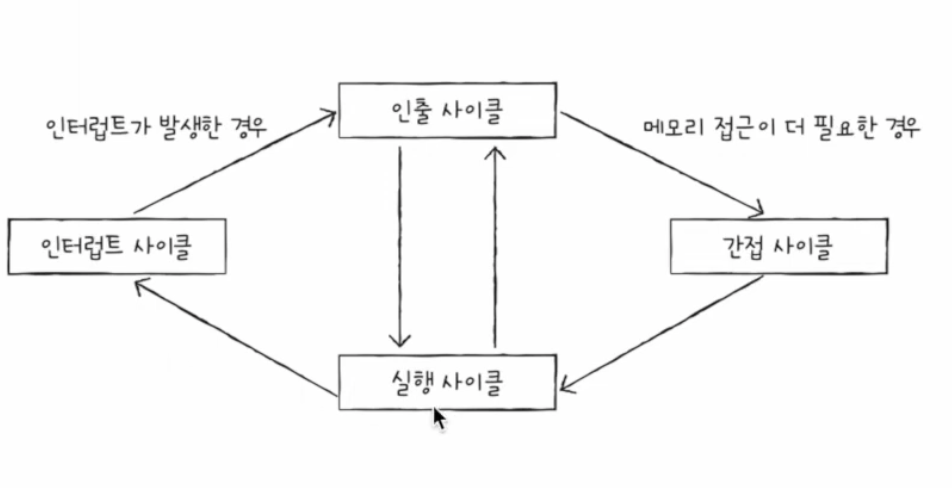 인출 사이클
인터럽트가 발생한 경우
메모리 접근이 더 필요한 경우
인터럽트 사이클
간접 사이클
실행 사이클